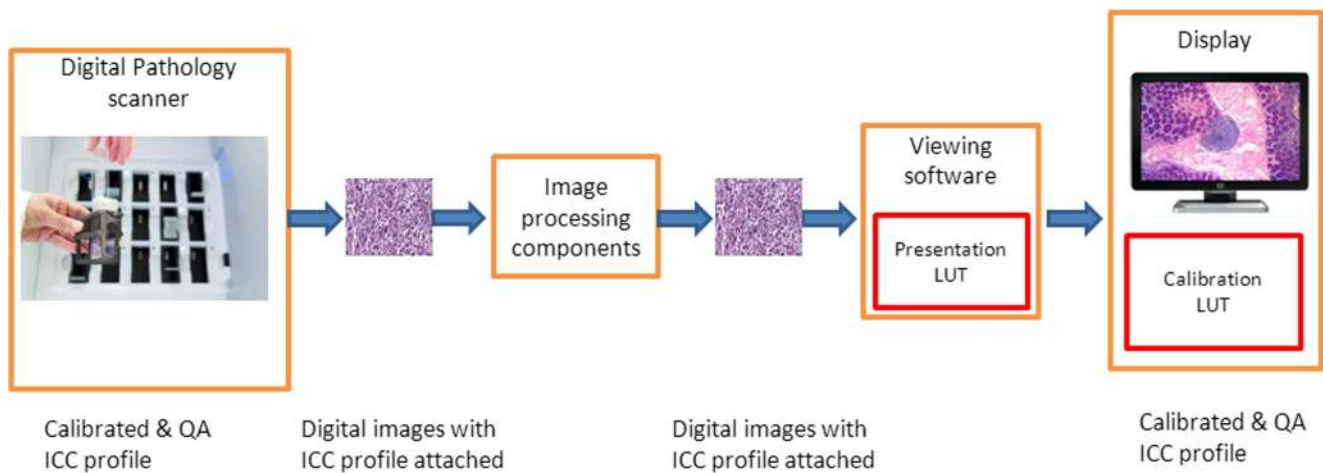 Digital Pathology
scanner
Image
processing
components
Viewing
software
Presentation
LUT
Display
Calibration
LUT
Calibrated & QA
ICC profile
Digital images with
ICC profile attached
Digital images with
ICC profile attached
Calibrated & QA
ICC profile